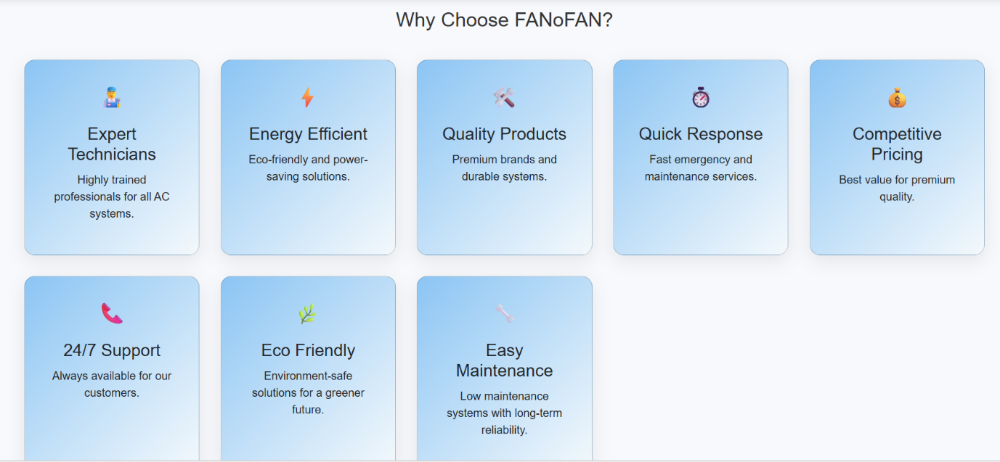 Why Choose FANoFAN?
Expert
Technicians
Highly trained
professionals for all AC
systems.
Energy Efficient
Eco-friendly and power-
saving solutions.
Quality Products
Premium brands and
durable systems.
Quick Response
Fast emergency and
maintenance services.
Competitive
Pricing
Best value for premium
quality.
24/7 Support
Always available for our
customers.
Eco Friendly
Environment-safe
solutions for a greener
future.
Easy
Maintenance
Low maintenance
systems with long-term
reliability.